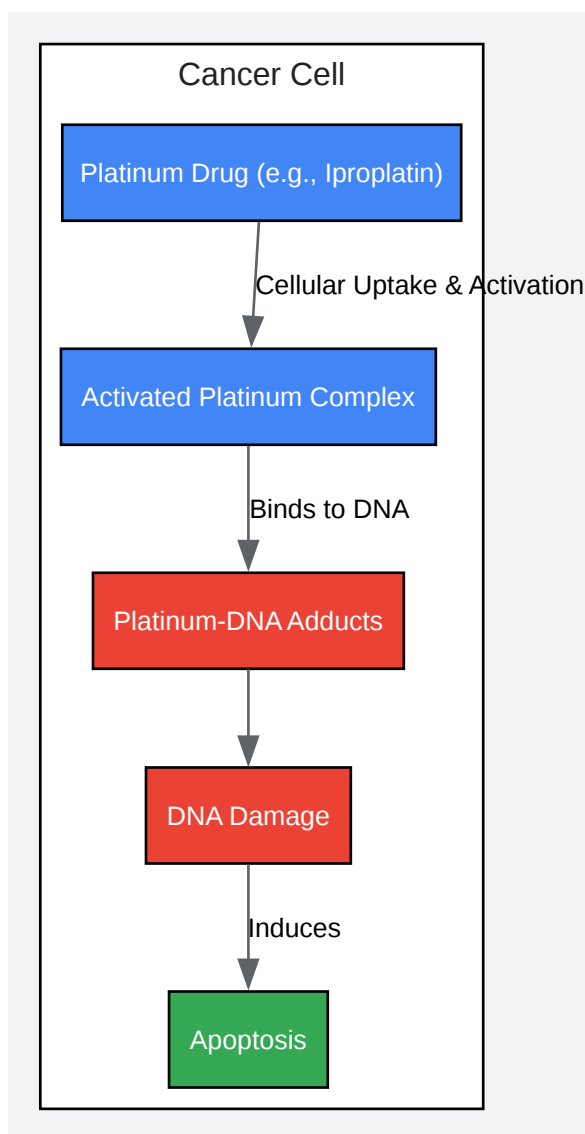 Cancer Cell
Platinum Drug (e.g., Iproplatin)
Cellular Uptake & Activation
Activated Platinum Complex
Binds to DNA
Platinum-DNA Adducts
DNA Damage
Induces
Apoptosis